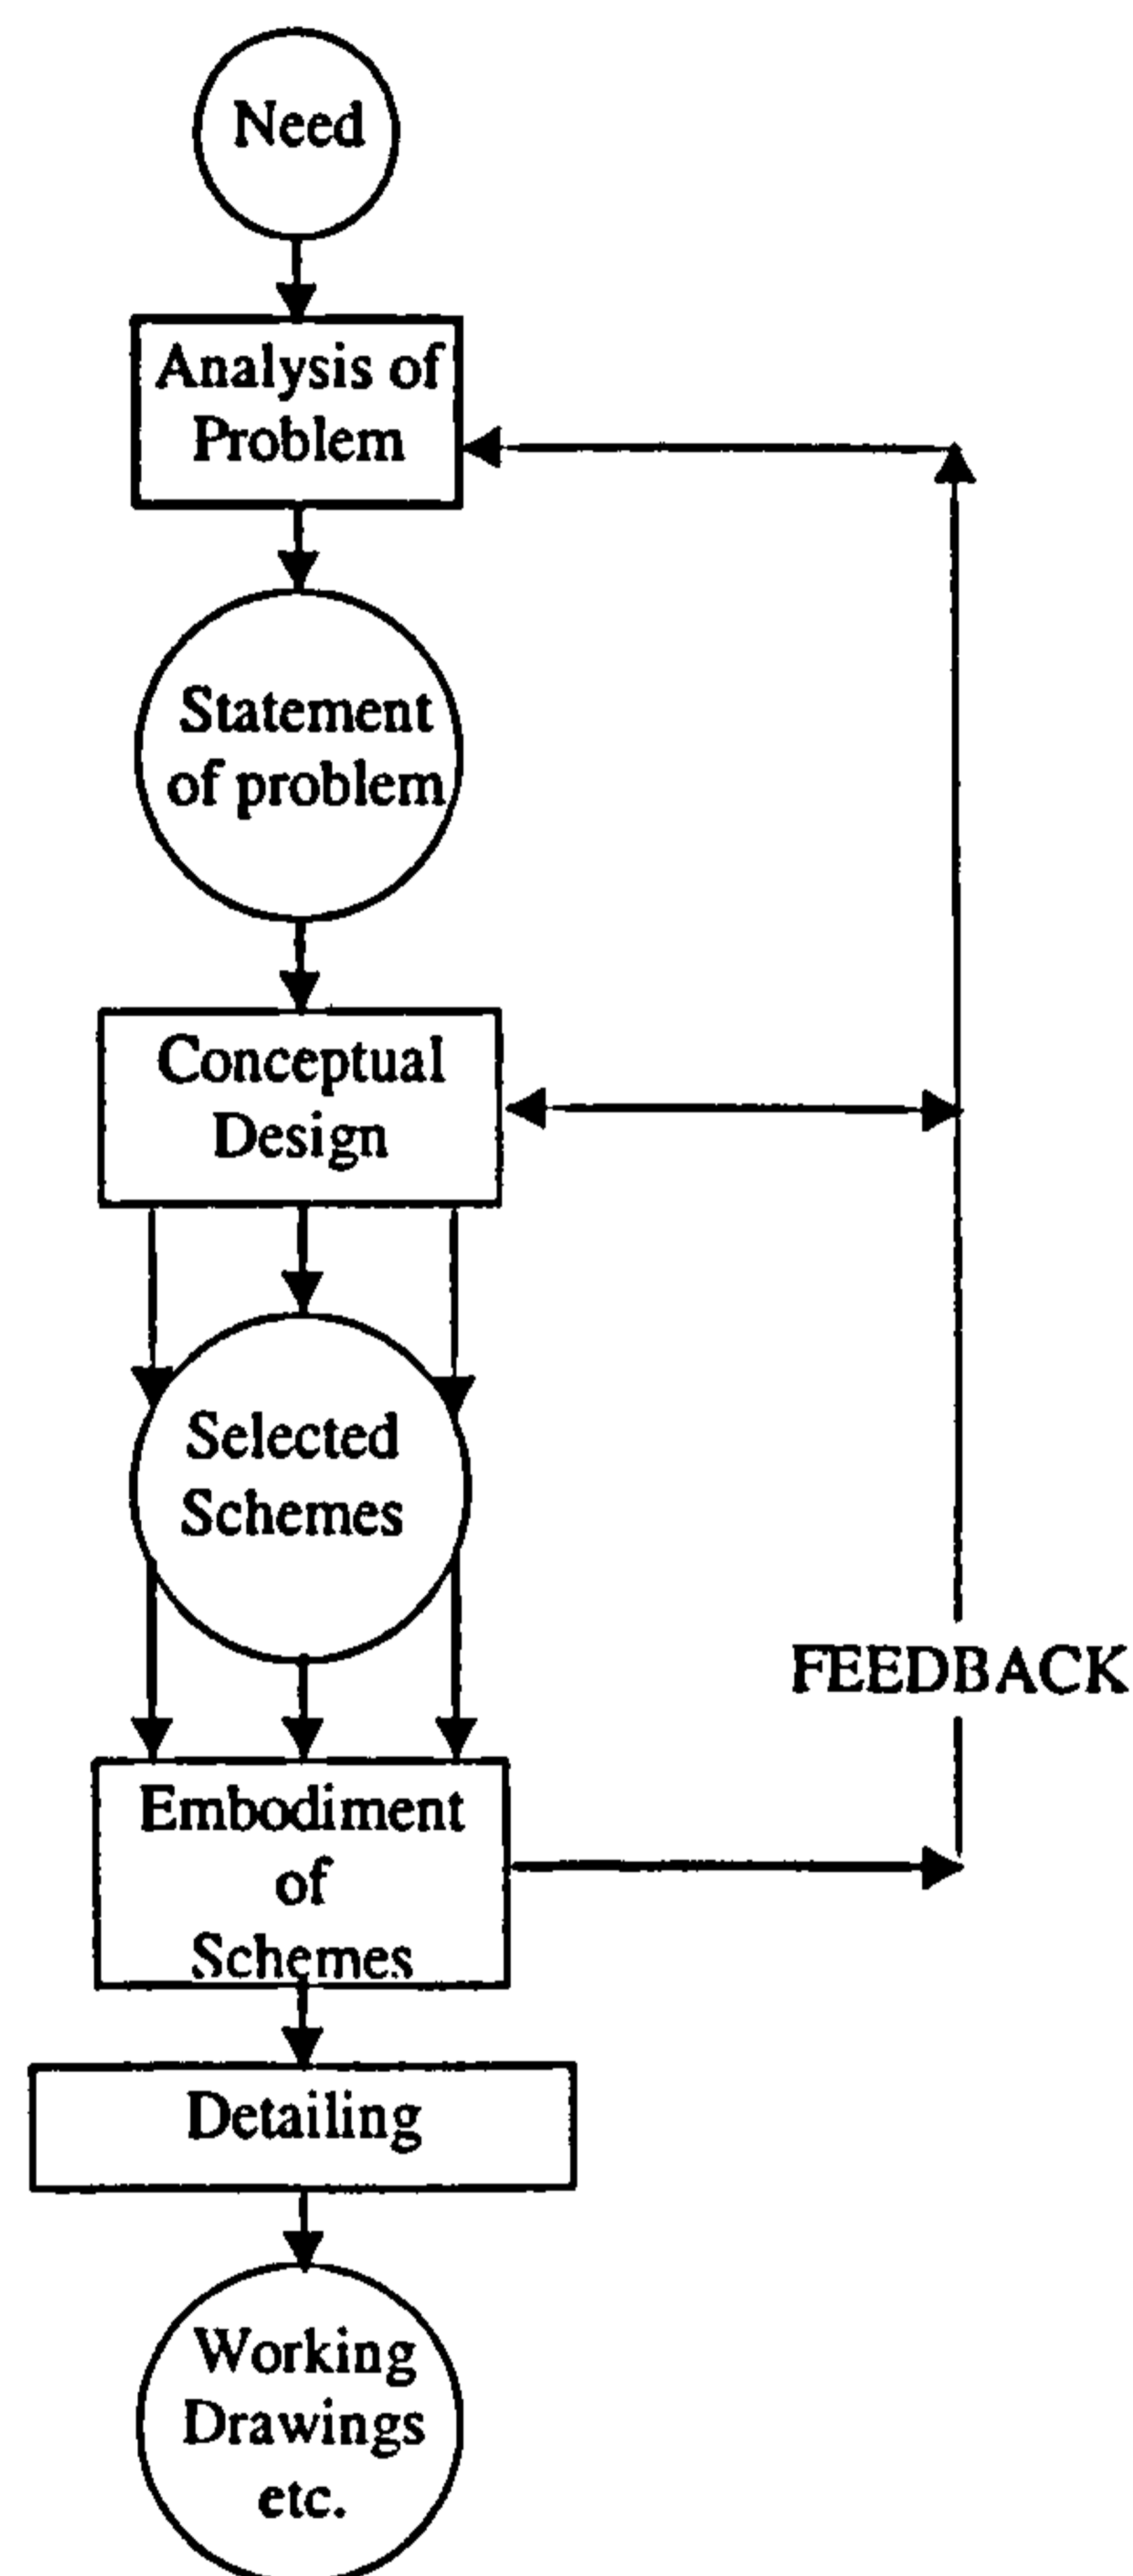 Need
Analysis of
Problem
Statement
of problem
Conceptual
Design
Selected
Schemes
FEEDBACK
Embodiment
of
Schemes
Detailing
Working
Drawings
etc.